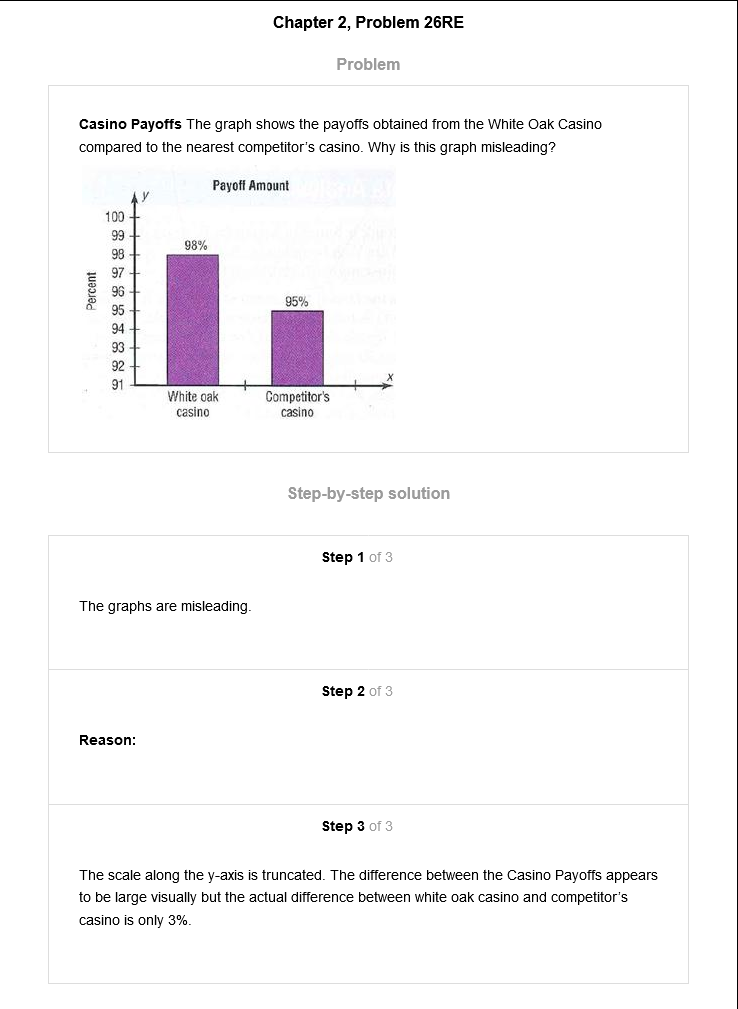 Chapter 2, Problem 26RE
Problem
Casino Payoffs The graph shows the payoffs obtained from the White Oak Casino
compared to the nearest competitor's casino. Why is this graph misleading?
Payoff Amount
y
100
99
98
97
96
95
94
93
92
91
Percent
98%
95%
x
White oak
casino
Competitor's
casino
Step-by-step solution
Step 1 of 3
The graphs are misleading.
Step 2 of 3
Reason:
Step 3 of 3
The scale along the y-axis is truncated. The difference between the Casino Payoffs appears
to be large visually but the actual difference between white oak casino and competitor's
casino is only 3%.